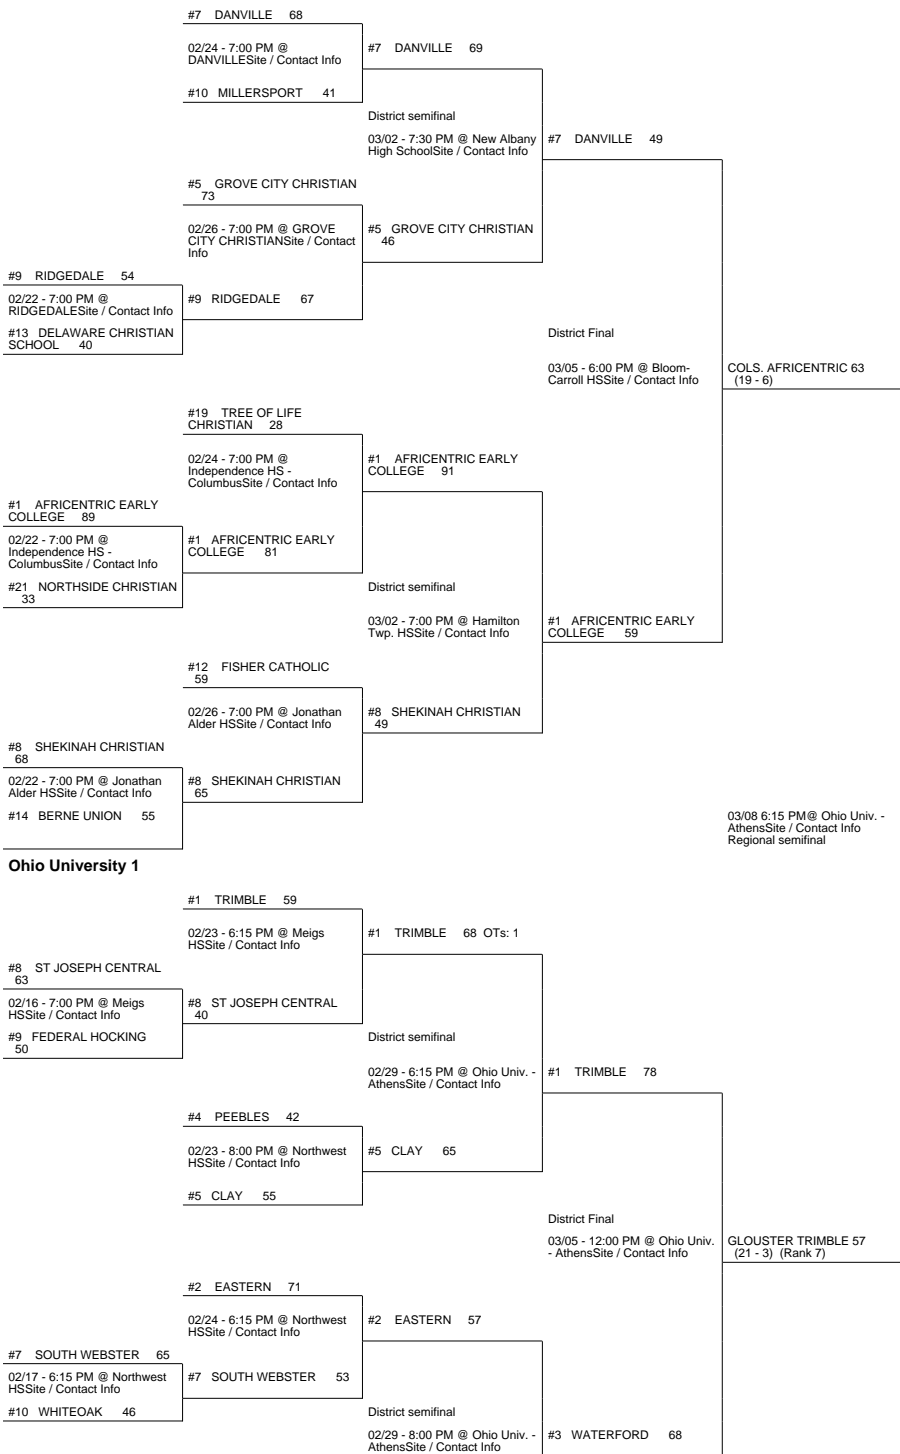 #7 DANVILLE 68
02/24 - 7:00 PM @
DANVILLESite / Contact Info
#7 DANVILLE 69
#10 MILLERSPORT 41
District semifinal
03/02 - 7:30 PM @ New Albany
High SchoolSite / Contact Info
#7 DANVILLE 49
#5 GROVE CITY CHRISTIAN
73
02/26 - 7:00 PM @ GROVE
CITY CHRISTIANSite / Contact
Info
#5 GROVE CITY CHRISTIAN
46
#9 RIDGEDALE 54
02/22 - 7:00 PM @
RIDGEDALESite / Contact Info
#9 RIDGEDALE 67
#13 DELAWARE CHRISTIAN
SCHOOL 40
District Final
03/05 - 6:00 PM @ Bloom-
Carroll HSSite / Contact Info
COLS. AFRICENTRIC 63
(19 - 6)
#19 TREE OF LIFE
CHRISTIAN 28
02/24 - 7:00 PM @
Independence HS -
ColumbusSite / Contact Info
#1 AFRICENTRIC EARLY
COLLEGE 91
#1 AFRICENTRIC EARLY
COLLEGE 89
02/22 - 7:00 PM @
Independence HS -
ColumbusSite / Contact Info
#1 AFRICENTRIC EARLY
COLLEGE 81
#21 NORTHSIDE CHRISTIAN
33
District semifinal
03/02 - 7:00 PM @ Hamilton
Twp. HSSite / Contact Info
#1 AFRICENTRIC EARLY
COLLEGE 59
#12 FISHER CATHOLIC
59
02/26 - 7:00 PM @ Jonathan
Alder HSSite / Contact Info
#8 SHEKINAH CHRISTIAN
49
#8 SHEKINAH CHRISTIAN
68
02/22 - 7:00 PM @ Jonathan
Alder HSSite / Contact Info
#8 SHEKINAH CHRISTIAN
65
#14 BERNE UNION 55
03/08 6:15 PM@ Ohio Univ. -
AthensSite / Contact Info
Regional semifinal
Ohio University 1
#1 TRIMBLE 59
02/23 - 6:15 PM @ Meigs
HSSite / Contact Info
#1 TRIMBLE 68 OTs: 1
#8 ST JOSEPH CENTRAL
63
02/16 - 7:00 PM @ Meigs
HSSite / Contact Info
#8 ST JOSEPH CENTRAL
40
#9 FEDERAL HOCKING
50
District semifinal
02/29 - 6:15 PM @ Ohio Univ. -
AthensSite / Contact Info
#1 TRIMBLE 78
#4 PEEBLES 42
02/23 - 8:00 PM @ Northwest
HSSite / Contact Info
#5 CLAY 65
#5 CLAY 55
District Final
03/05 - 12:00 PM @ Ohio Univ.
- AthensSite / Contact Info
GLOUSTER TRIMBLE 57
(21 - 3) (Rank 7)
#2 EASTERN 71
02/24 - 6:15 PM @ Northwest
HSSite / Contact Info
#2 EASTERN 57
#7 SOUTH WEBSTER 65
02/17 - 6:15 PM @ Northwest
HSSite / Contact Info
#7 SOUTH WEBSTER 53
#10 WHITEOAK 46
District semifinal
02/29 - 8:00 PM @ Ohio Univ. -
AthensSite / Contact Info
#3 WATERFORD 68